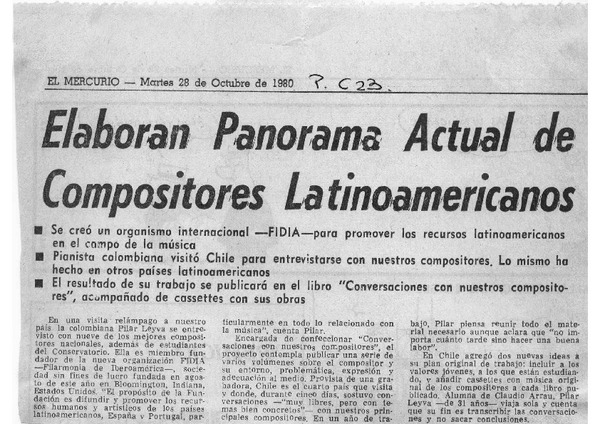 EL MERCURIO — Martes 28 de Octubre de 1980 P. C 23.
Elaboran Panorama Actual de
Compositores Latinoamericanos
■ Se creó un organismo internacional —FIDIA—para promover los recursos latinoamericanos
en el campo de la música
■ Pianista colombiana visitó Chile para entrevistarse con nuestros compositores. Lo mismo ha
hecho en otros países latinoamericanos
■ El resultado de su trabajo se publicará en el libro "Conversaciones con nuestros composito-
res", acompañado de cassettes con sus obras
En una visita relámpago a nuestro
país la colombiana Pilar Leyva se entre-
vistó con nueve de los mejores composi-
tores nacionales, además de estudiantes
del Conservatorio. Ella es miembro fun-
dador de la nueva organización FIDIA
—Filarmonía de Iberoamérica—, sociedad
sin fines de lucro fundada en agos-
to de este año en Bloomington, Indiana,
Estados Unidos. "El propósito de la Fun-
dación es difundir y promover los recur-
sos humanos y artísticos de los países
latinoamericanos, España y Portugal, par-
ticularmente en todo lo relacionado con
la música", cuenta Pilar.
Encargada de confeccionar "Conver-
saciones con nuestros compositores", el
proyecto contempla publicar una serie de
varios volúmenes sobre el compositor y
su entorno, problemática, expresión y
adecuación al medio. Provista de una gra-
badora, Chile es el cuarto país que visita
y donde, durante cinco días, sostuvo con-
versaciones —"muy libres, pero con te-
mas bien concretos"— con nuestros prin-
cipales compositores. En un año de tra-
bajo, Pilar piensa reunir todo el mate-
rial necesario aunque aclara que "no im-
porta cuánto tarde sino hacer una buena
labor".
En Chile agregó dos nuevas ideas a
su plan original de trabajo: incluir a los
valores jóvenes, a los que están estudian-
do, y añadir cassettes con música origi-
nal de los compositores a cada libro pu-
blicado. Alumna de Claudio Arrau, Pilar
Leyva —de 31 años— viaja sola y cuenta
que su fin es transcribir las conversacio-
nes y no sacar conclusiones.